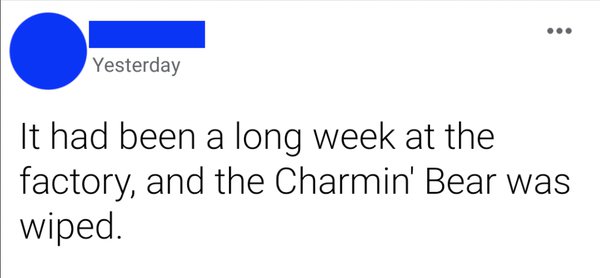 Yesterday
It had been a long week at the
factory, and the Charmin' Bear was
wiped.